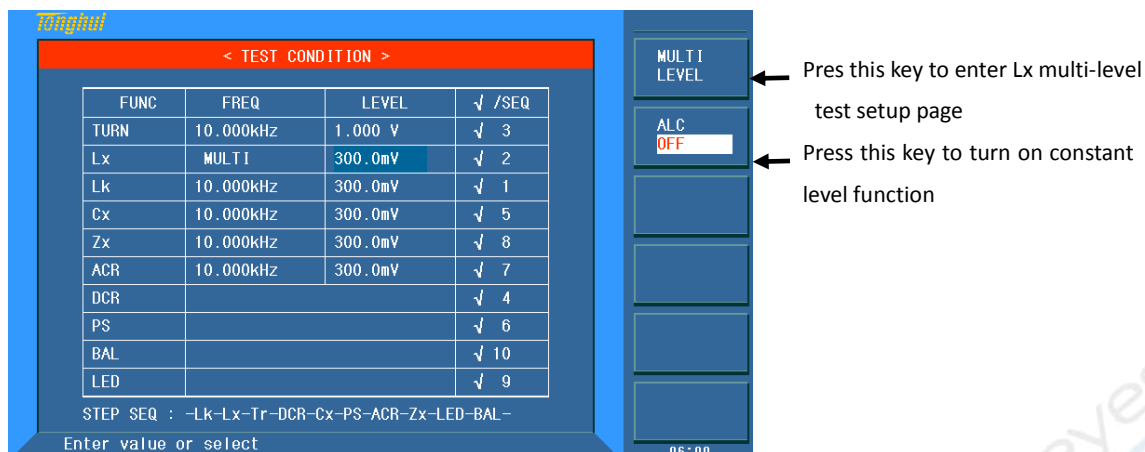 Tonghui
< TEST CONDITION >
FUNC FREQ LEVEL √ /SEQ
TURN 10.000kHz 1.000 V √ 3
Lx MULTI 300.0mV √ 2
Lk 10.000kHz 300.0mV √ 1
Cx 10.000kHz 300.0mV √ 5
Zx 10.000kHz 300.0mV √ 8
ACR 10.000kHz 300.0mV √ 7
DCR √ 4
PS √ 6
BAL √ 10
LED √ 9
STEP SEQ : -Lk-Lx-Tr-DCR-Cx-PS-ACR-Zx-LED-BAL-
Enter value or select
MULTI
LEVEL
ALC
OFF
Pres this key to enter Lx multi-level
test setup page
Press this key to turn on constant
level function